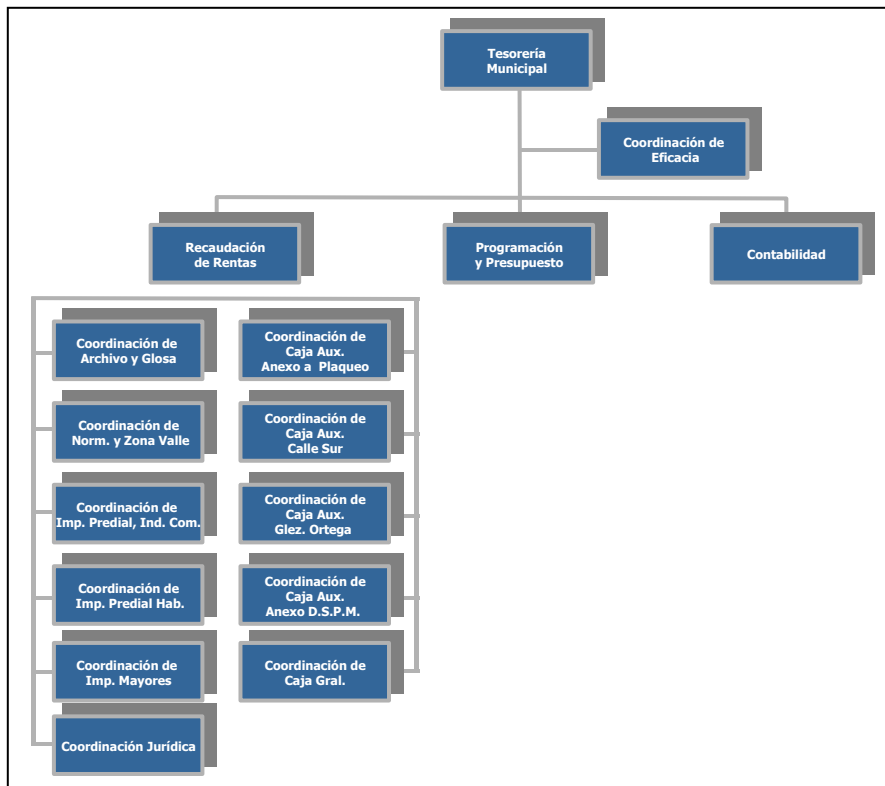 Tesorería
Municipal
Coordinación de
Eficacia
Recaudación
de Rentas
Programación
y Presupuesto
Contabilidad
Coordinación de
Archivo y Glosa
Coordinación de
Norm. y Zona Valle
Coordinación de
Imp. Predial, Ind. Com.
Coordinación de
Imp. Predial Hab.
Coordinación de
Imp. Mayores
Coordinación Jurídica
Coordinación de
Caja Aux.
Anexo a Plaqueo
Coordinación de
Caja Aux.
Calle Sur
Coordinación de
Caja Aux.
Glez. Ortega
Coordinación de
Caja Aux.
Anexo D.S.P.M.
Coordinación de
Caja Gral.